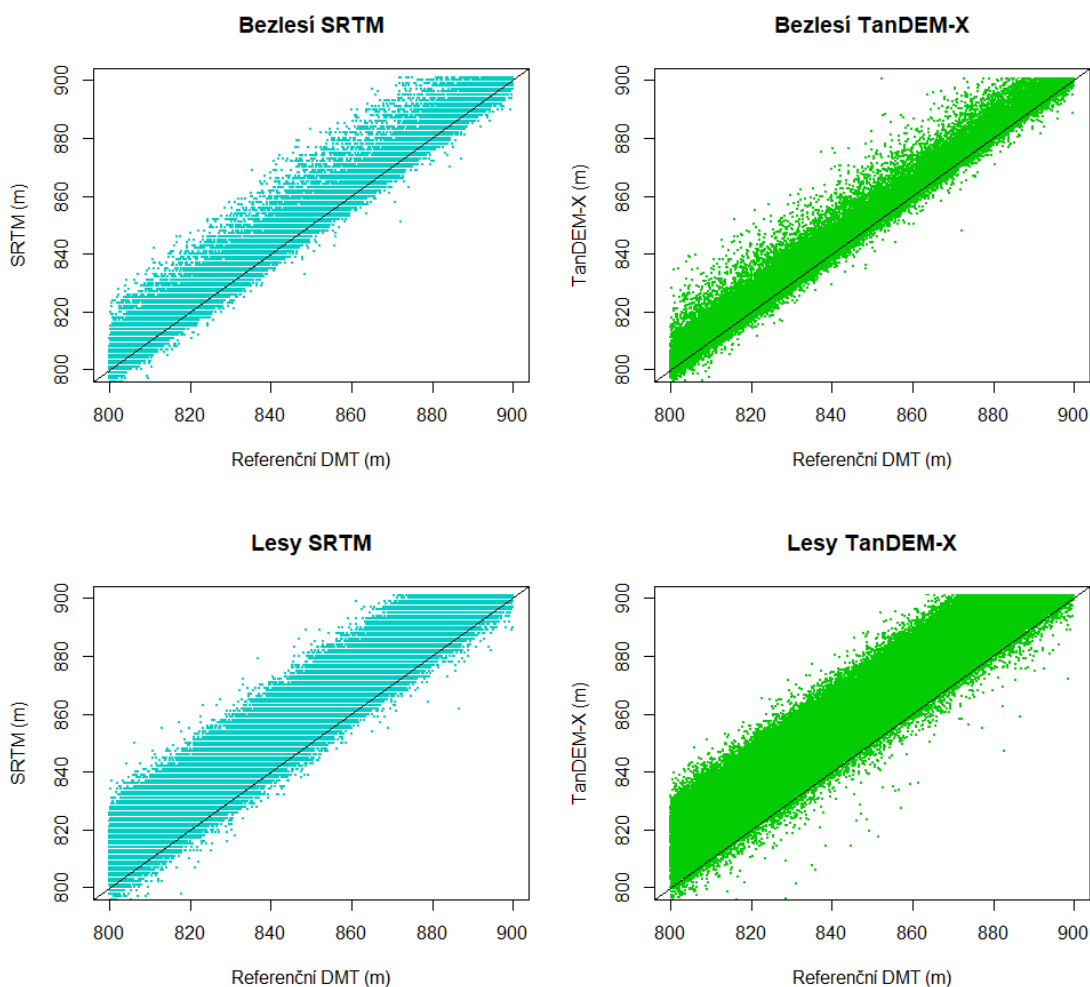 Bezlesí SRTM
SRTM (m)
900
880
860
840
820
800
800 820 840 860 880 900
Referenční DMT (m)
Bezlesí TanDEM-X
TanDEM-X (m)
900
880
860
840
820
800
800 820 840 860 880 900
Referenční DMT (m)
Lesy SRTM
SRTM (m)
900
880
860
840
820
800
800 820 840 860 880 900
Referenční DMT (m)
Lesy TanDEM-X
TanDEM-X (m)
900
880
860
840
820
800
800 820 840 860 880 900
Referenční DMT (m)